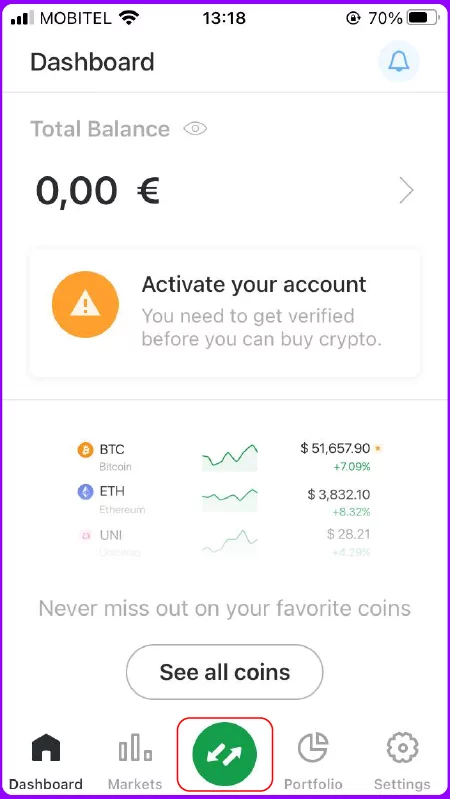 MOBITEL 13:18 70%
Dashboard
Total Balance
0,00 €
Activate your account
You need to get verified
before you can buy crypto.
BTC $ 51,657.90
Bitcoin +7.09%
ETH $ 3,832.10
Ethereum +8.32%
UNI $ 28.21
Uniswap +4.29%
Never miss out on your favorite coins
See all coins
Dashboard Markets Portfolio Settings